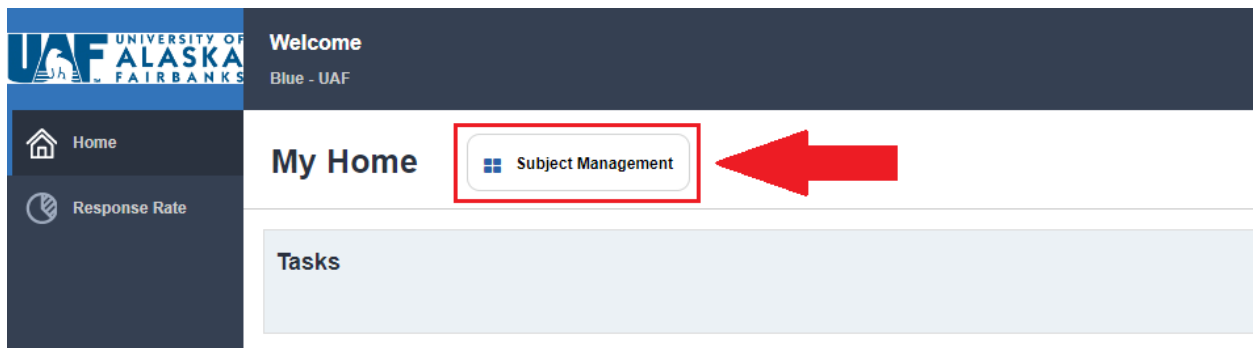 UAF
UNIVERSITY OF
ALASKA
FAIRBANKS
Welcome
Blue - UAF
Home
Response Rate
My Home
Subject Management
Tasks